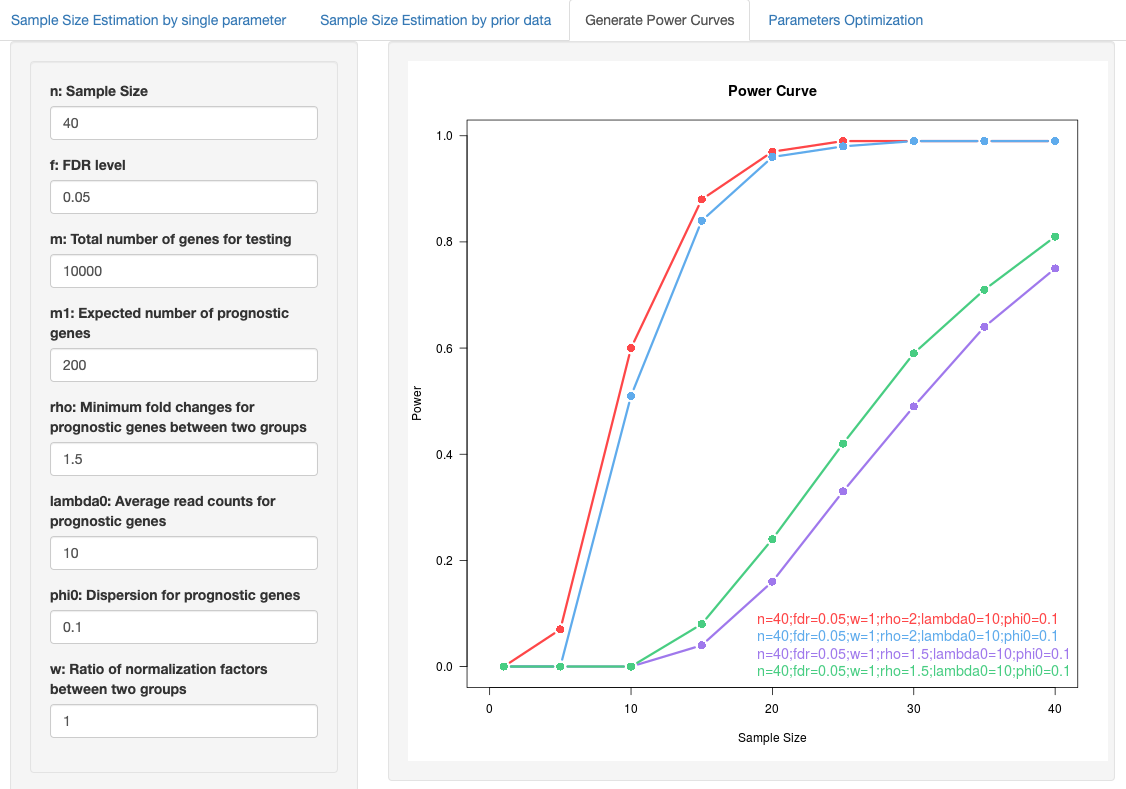 Sample Size Estimation by single parameter
Sample Size Estimation by prior data
Generate Power Curves
Parameters Optimization
n: Sample Size
40
f: FDR level
0.05
m: Total number of genes for testing
10000
m1: Expected number of prognostic
genes
200
rho: Minimum fold changes for
prognostic genes between two groups
1.5
lambda0: Average read counts for
prognostic genes
10
phi0: Dispersion for prognostic genes
0.1
w: Ratio of normalization factors
between two groups
1
Power Curve
1.0
0.8
0.6
0.4
0.2
0.0
Power
n=40;fdr=0.05;w=1;rho=2;lambda0=10;phi0=0.1
n=40;fdr=0.05;w=1;rho=2;lambda0=10;phi0=0.1
n=40;fdr=0.05;w=1;rho=1.5;lambda0=10;phi0=0.1
n=40;fdr=0.05;w=1;rho=1.5;lambda0=10;phi0=0.1
0
10
20
30
40
Sample Size